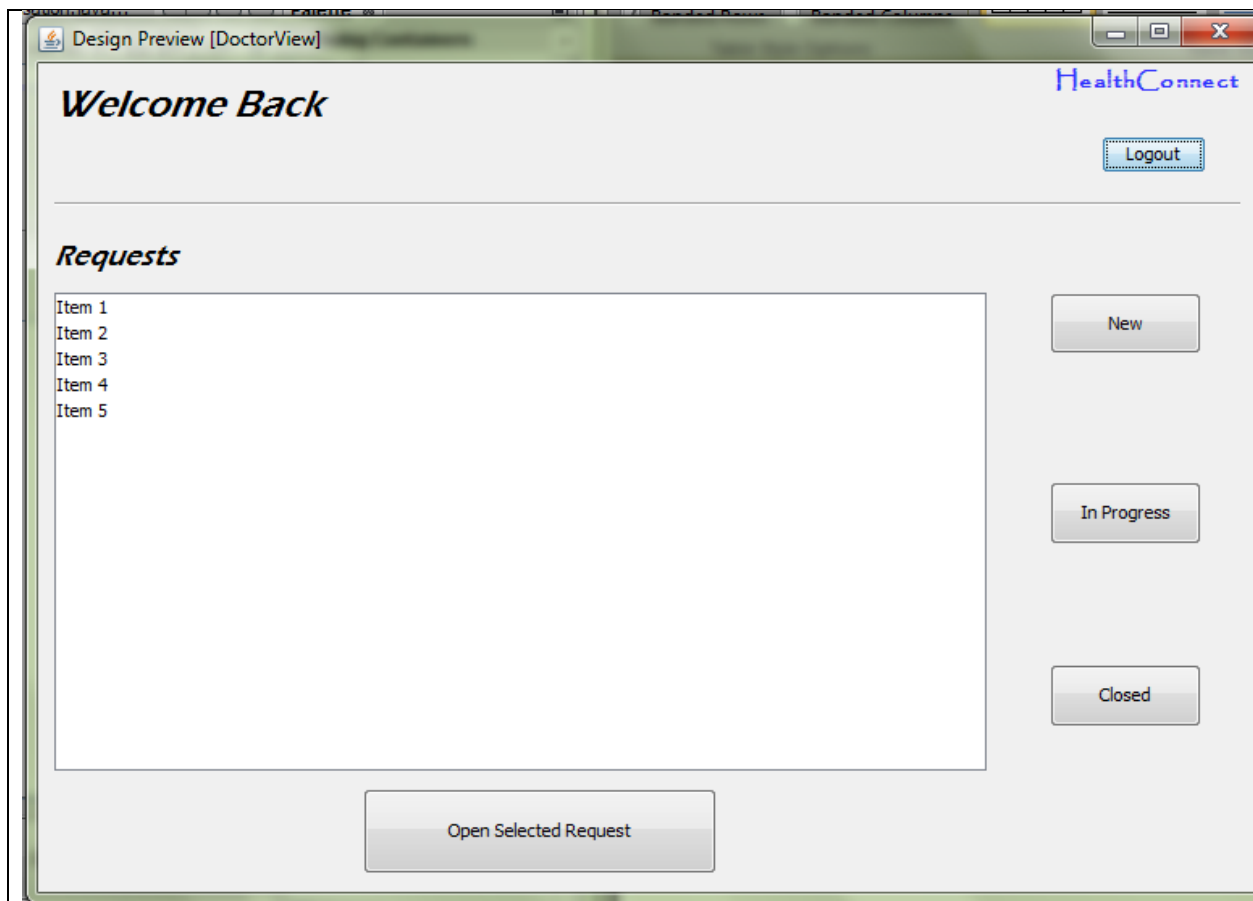 Palette
Design Preview [DoctorView]
HealthConnect
Welcome Back
Logout
Requests
Item 1
Item 2
Item 3
Item 4
Item 5
New
In Progress
Closed
Open Selected Request